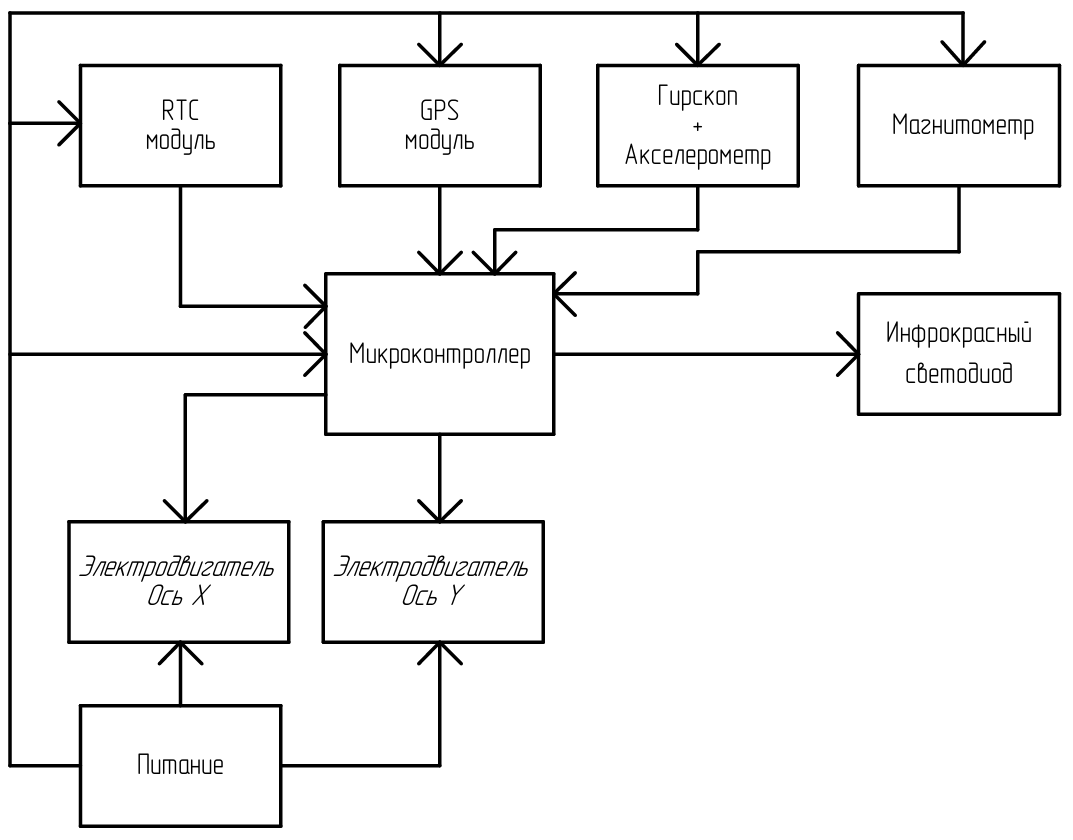 RTC
модуль
GPS
модуль
Гирскоп
+
Акселерометр
Магнитометр
Микроконтроллер
Инфрокрасный
светодиод
Электродвигатель
Ось X
Электродвигатель
Ось Y
Питание